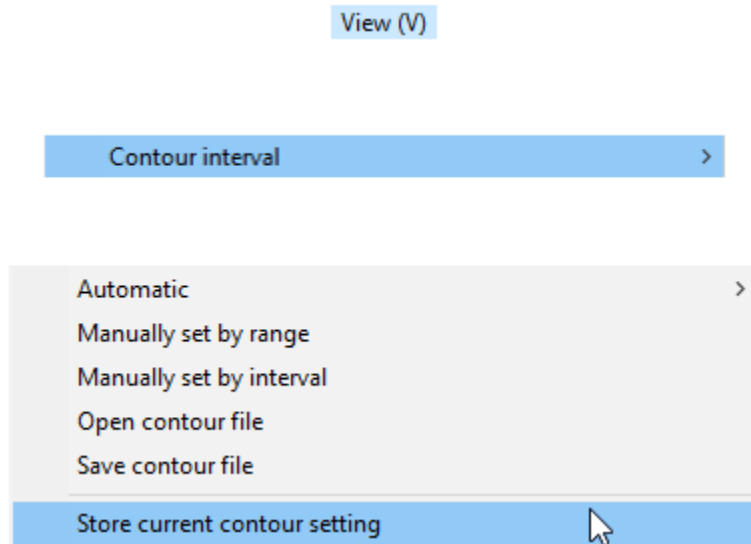 View (V)
Contour interval
Automatic
Manually set by range
Manually set by interval
Open contour file
Save contour file
Store current contour setting